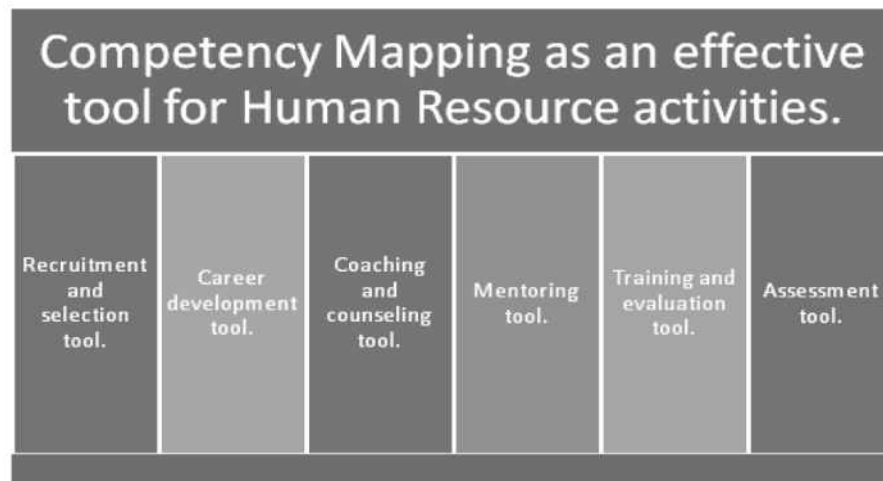 Competency Mapping as an effective
tool for Human Resource activities.
Recruitment
and
selection
tool.
Career
development
tool.
Coaching
and
counseling
tool.
Mentoring
tool.
Training and
evaluation
tool.
Assessment
tool.